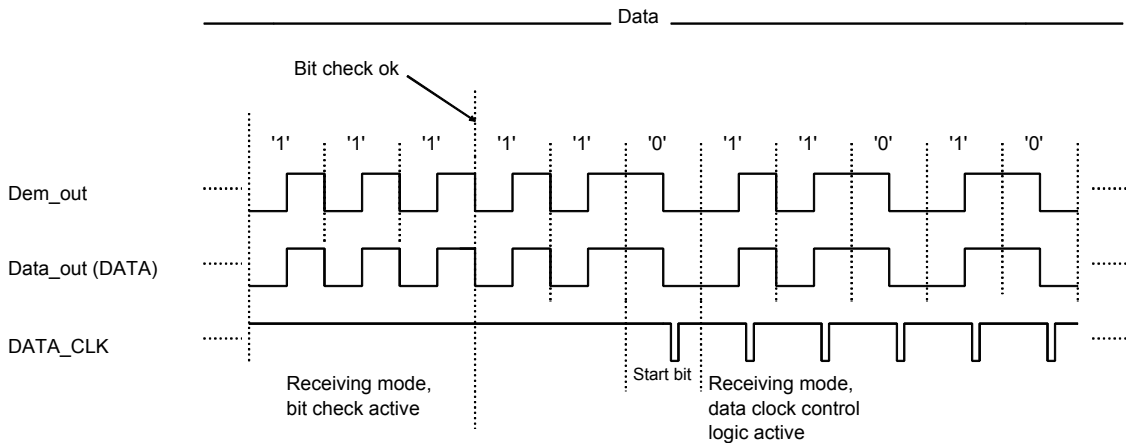 Data
Bit check ok
'1' '1' '1' '1' '1' '0' '1' '1' '0' '1' '0'
Dem_out
Data_out (DATA)
DATA_CLK
Start bit
Receiving mode,
bit check active
Receiving mode,
data clock control
logic active